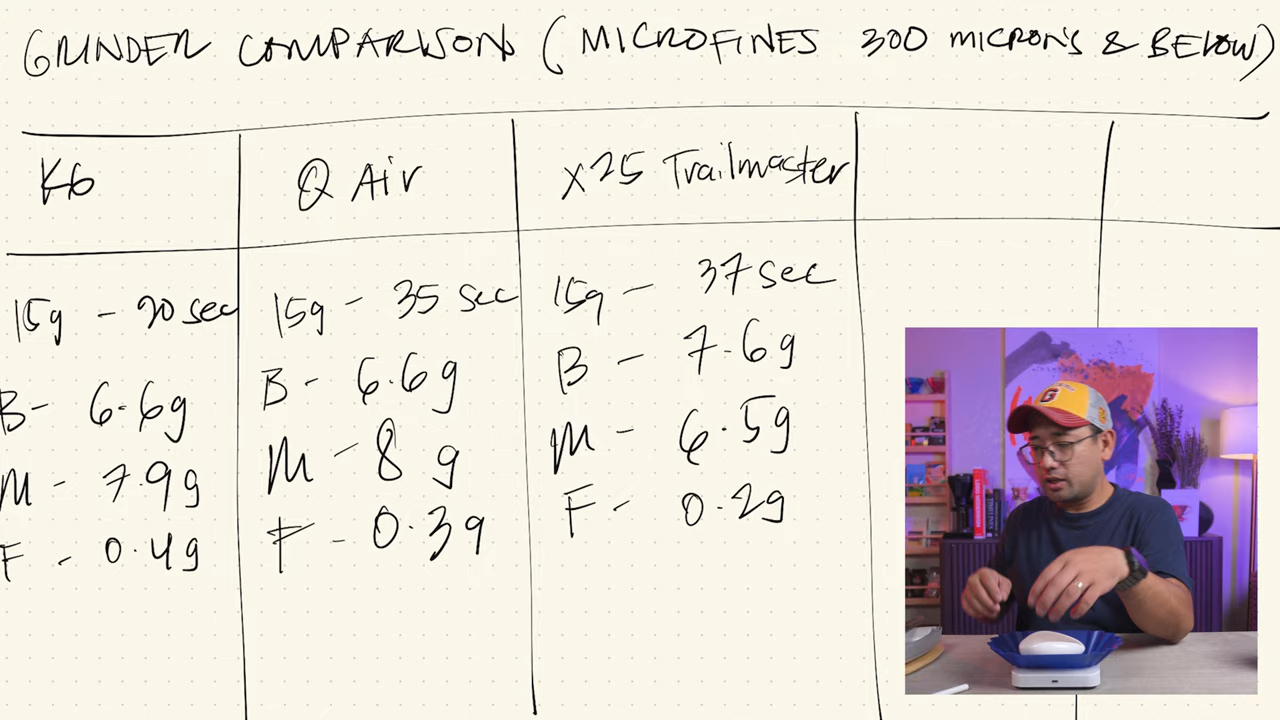 GRINDER COMPARISON (MICROFINES 300 MICRONS & BELOW)
K6
Q Air
X25 Trailmaster
15g - 20 sec
B - 6.6g
M - 7.9g
F - 0.4g
15g - 35 sec
B - 6.6g
M - 8 g
F - 0.3g
15g - 37 sec
B - 7.6g
M - 6.5g
F - 0.2g
G